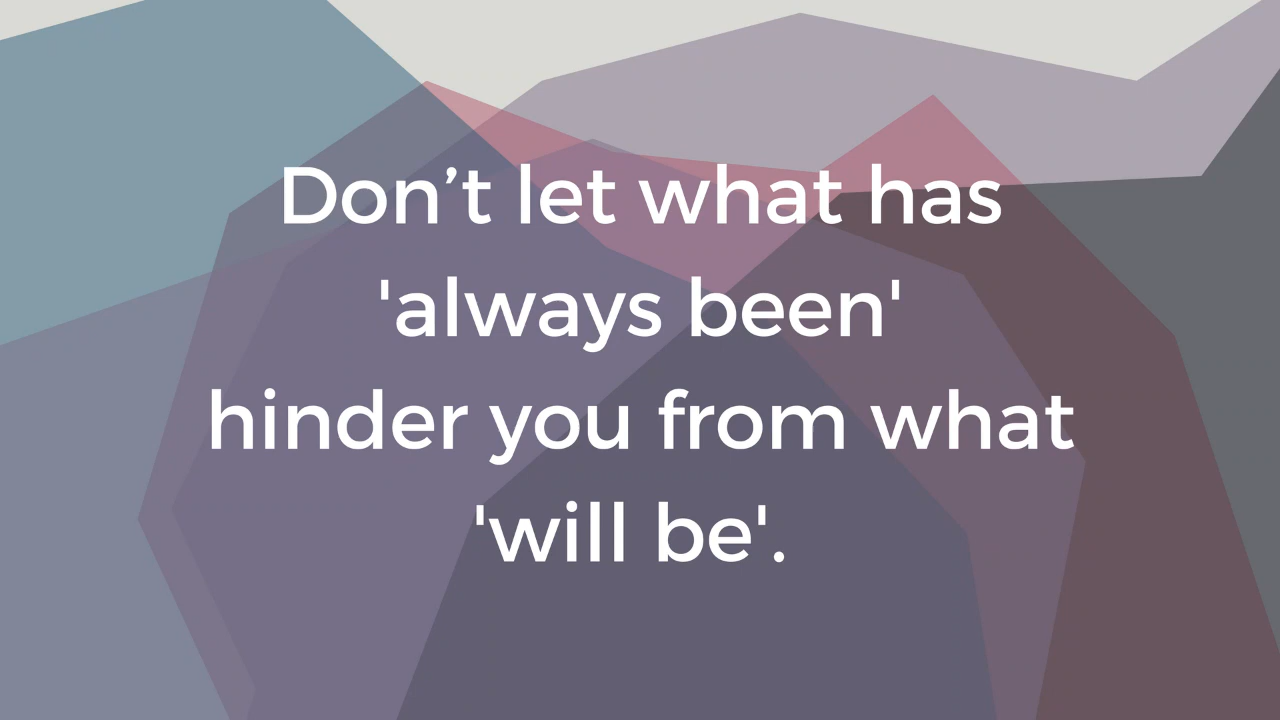 Don’t let what has
'always been'
hinder you from what
'will be'.